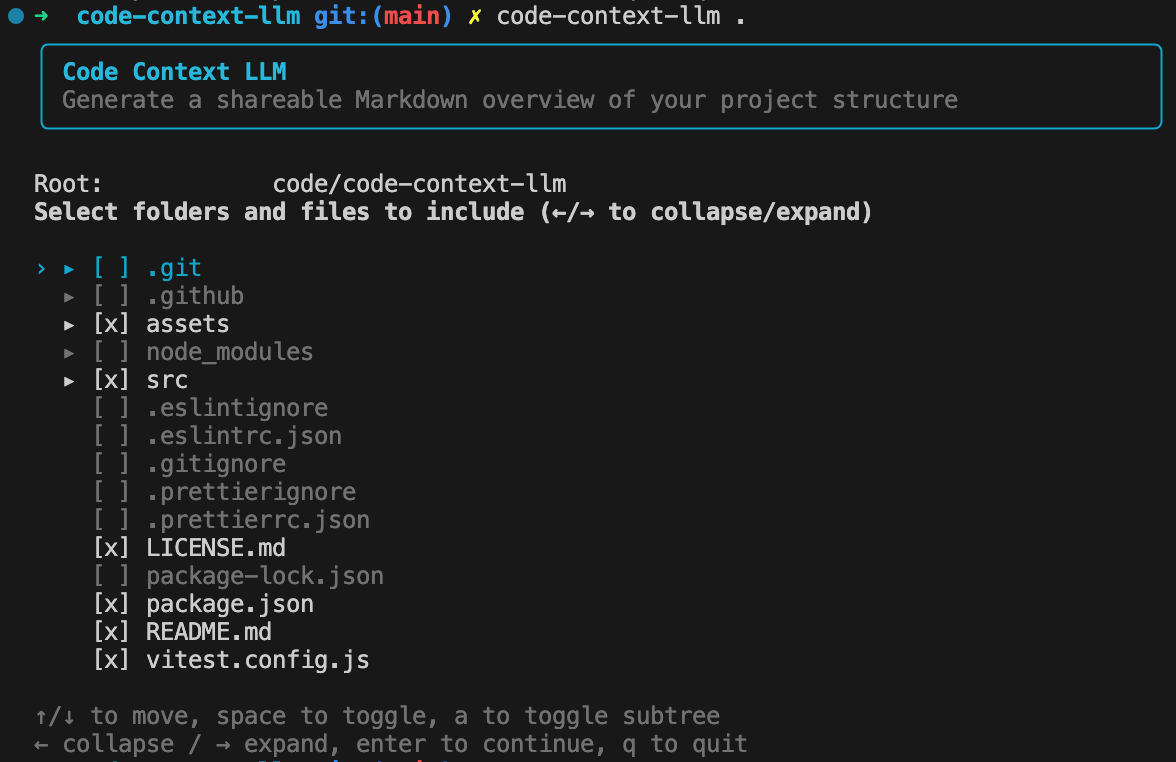 ➜ code-context-llm git:(main) ✗ code-context-llm .
Code Context LLM
Generate a shareable Markdown overview of your project structure
Root: code/code-context-llm
Select folders and files to include (←/→ to collapse/expand)
› ▸ [ ] .git
▸ [ ] .github
▸ [x] assets
▸ [ ] node_modules
▸ [x] src
[ ] .eslintignore
[ ] .eslintrc.json
[ ] .gitignore
[ ] .prettierignore
[ ] .prettierrc.json
[x] LICENSE.md
[ ] package-lock.json
[x] package.json
[x] README.md
[x] vitest.config.js
↑/↓ to move, space to toggle, a to toggle subtree
← collapse / → expand, enter to continue, q to quit